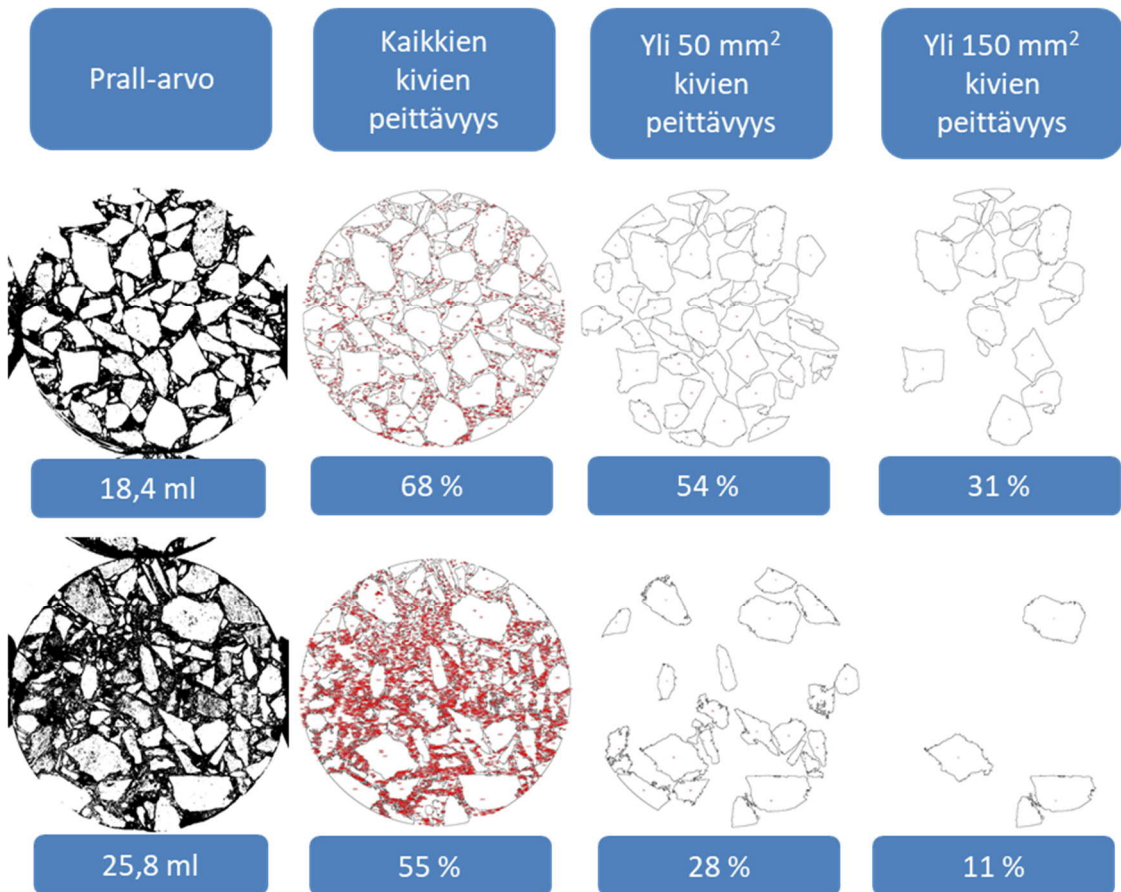 Prall-arvo
Kaikkien
kivien
peittävyys
Yli 50 mm²
kivien
peittävyys
Yli 150 mm²
kivien
peittävyys
18,4 ml
68 %
54 %
31 %
25,8 ml
55 %
28 %
11 %